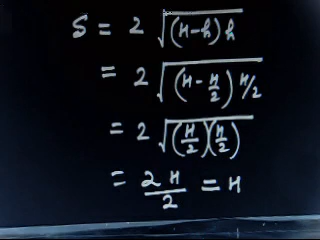 S = 2 √(H-h) h
= 2 √(H - H/2) H/2
= 2 √(H/2)(H/2)
= 2H/2 = H